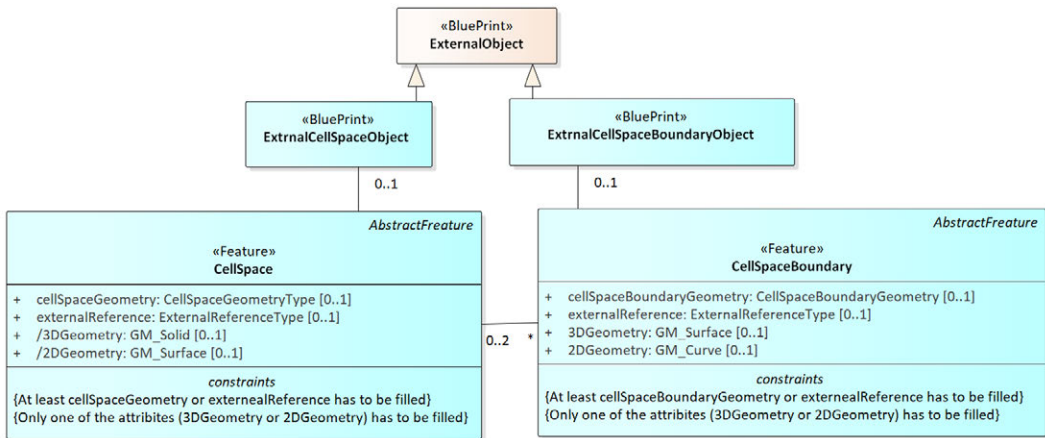 «BluePrint»
ExternalObject
«BluePrint»
ExtrnalCellSpaceObject
«BluePrint»
ExtrnalCellSpaceBoundaryObject
0..1
0..1
AbstractFreature
«Feature»
CellSpace
+ cellSpaceGeometry: CellSpaceGeometryType [0..1]
+ externalReference: ExternalReferenceType [0..1]
+ /3DGeometry: GM_Solid [0..1]
+ /2DGeometry: GM_Surface [0..1]
constraints
{At least cellSpaceGeometry or externealReference has to be filled}
{Only one of the attribites (3DGeometry or 2DGeometry) has to be filled}
0..2 *
AbstractFreature
«Feature»
CellSpaceBoundary
+ cellSpaceBoundaryGeometry: CellSpaceBoundaryGeometry [0..1]
+ externalReference: ExternalReferenceType [0..1]
+ 3DGeometry: GM_Surface [0..1]
+ 2DGeometry: GM_Curve [0..1]
constraints
{At least cellSpaceBoundaryGeometry or externealReference has to be filled}
{Only one of the attribites (3DGeometry or 2DGeometry) has to be filled}